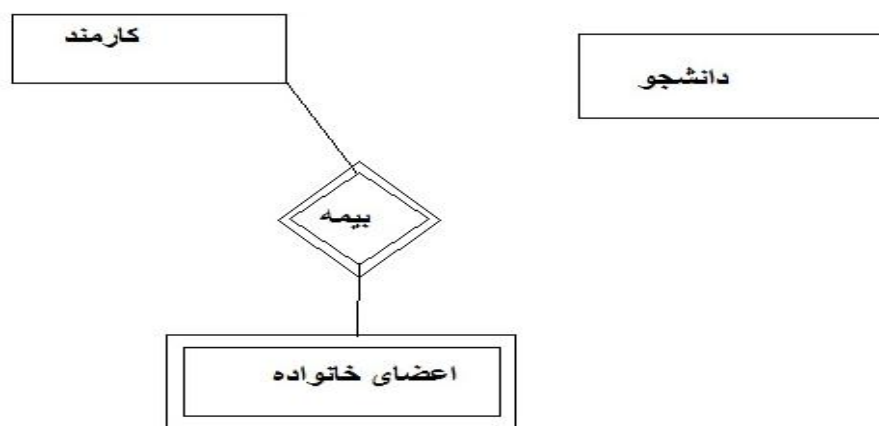 کارمند
دانشجو
بیمه
اعضای خانواده